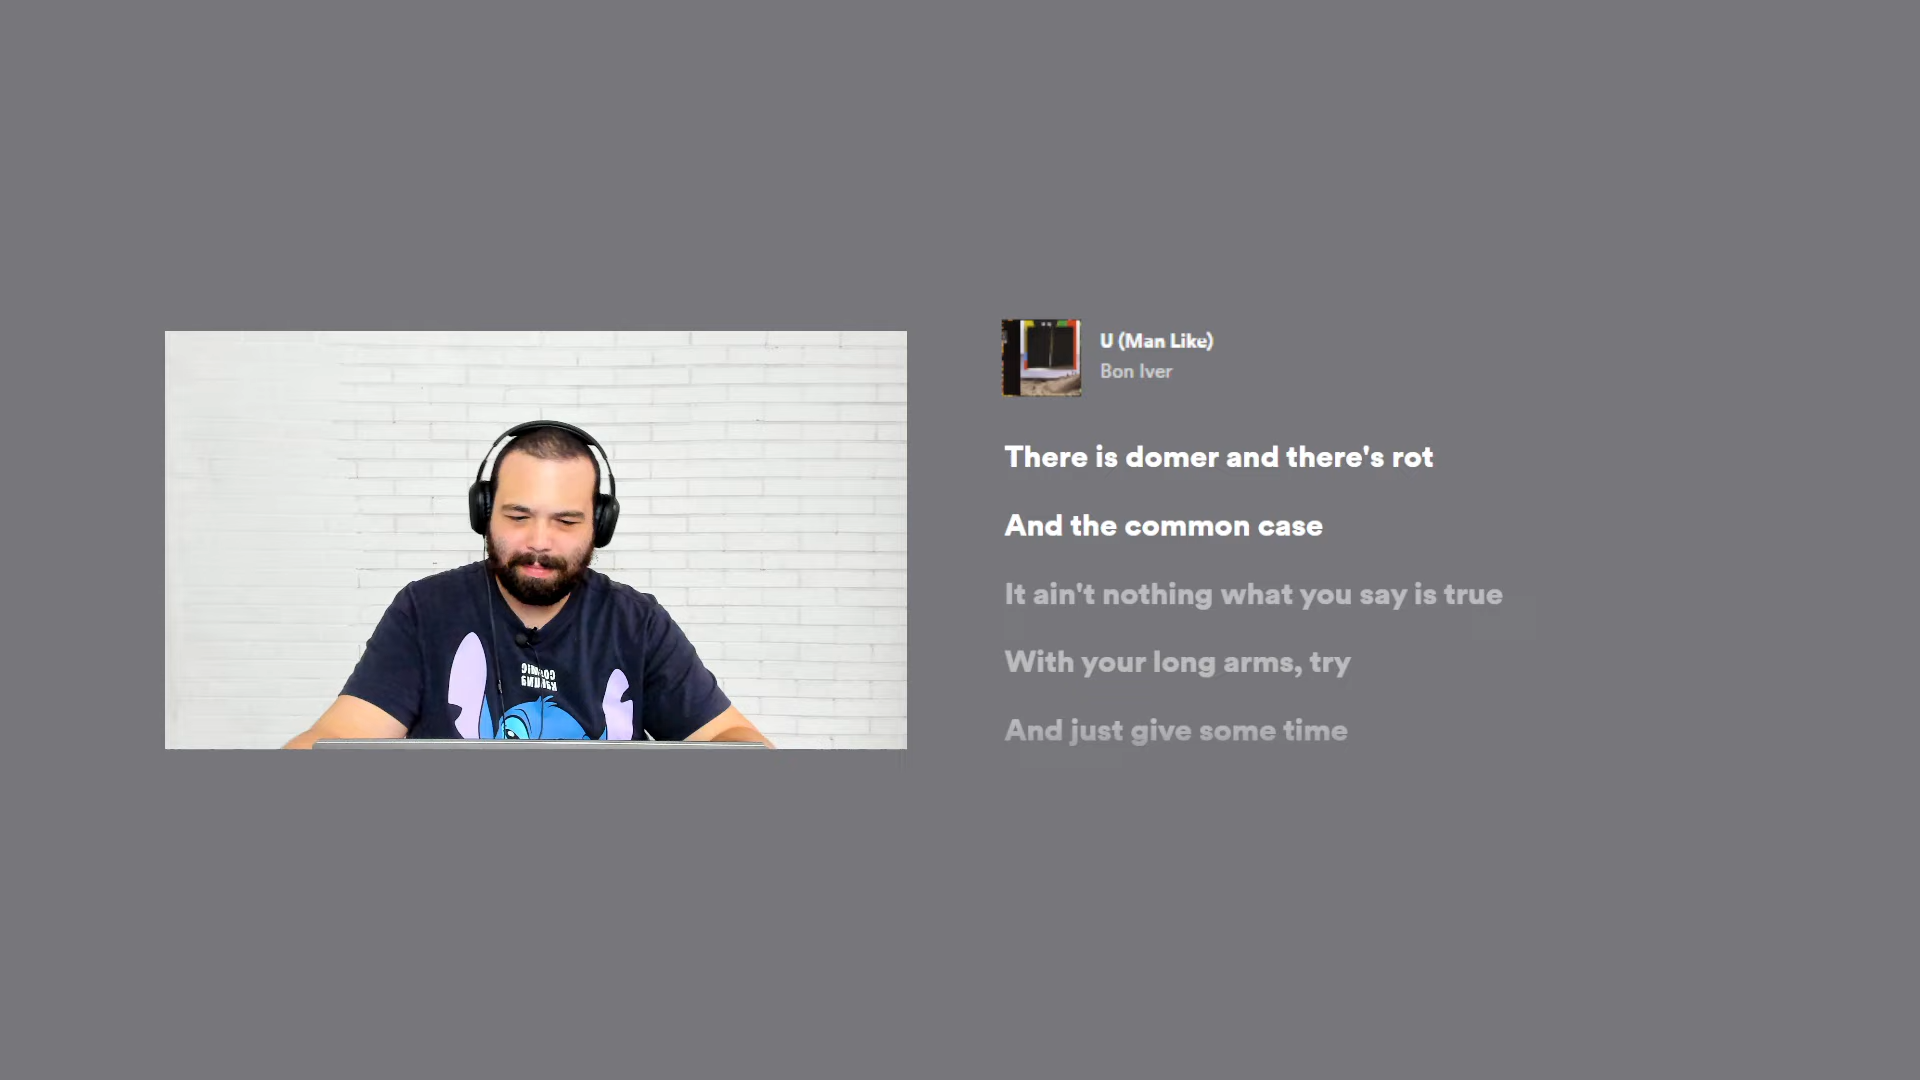 U (Man Like)
Bon Iver
There is domer and there's rot
And the common case
It ain't nothing what you say is true
With your long arms, try
And just give some time